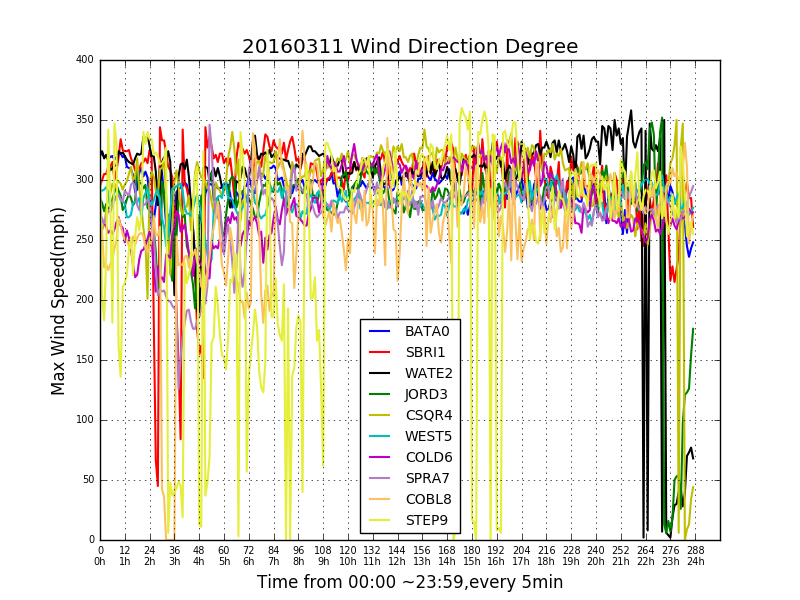 20160311 Wind Direction Degree
Max Wind Speed(mph)
400
350
300
250
200
150
100
50
0
BATA0
SBRI1
WATE2
JORD3
CSQR4
WEST5
COLD6
SPRA7
COBL8
STEP9
0 12 24 36 48 60 72 84 96 108 120 132 144 156 168 180 192 204 216 228 240 252 264 276 288
0h 1h 2h 3h 4h 5h 6h 7h 8h 9h 10h 11h 12h 13h 14h 15h 16h 17h 18h 19h 20h 21h 22h 23h 24h
Time from 00:00 ~23:59,every 5min